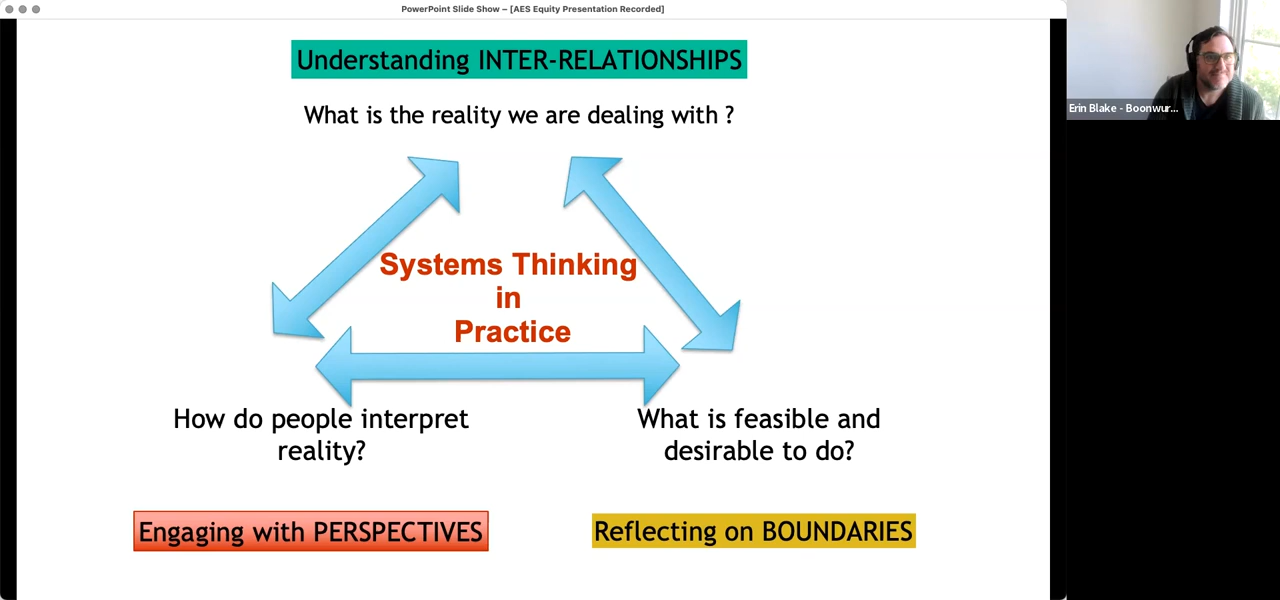 PowerPoint Slide Show – [AES Equity Presentation Recorded]
Understanding INTER-RELATIONSHIPS
What is the reality we are dealing with ?
Systems Thinking
in
Practice
How do people interpret
reality?
What is feasible and
desirable to do?
Engaging with PERSPECTIVES
Reflecting on BOUNDARIES
Erin Blake - Boonwur...